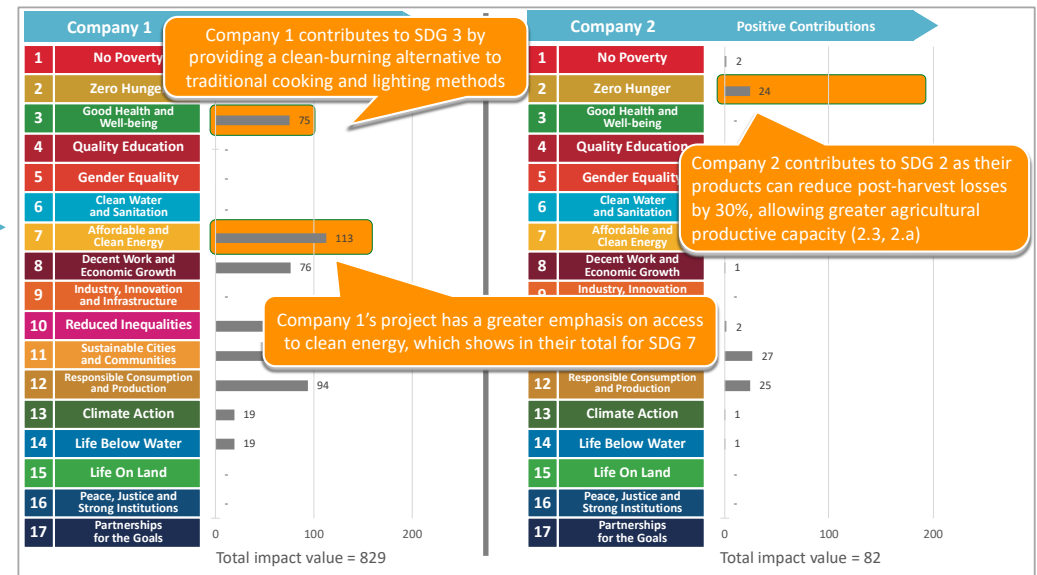 Company 1
Company 1 contributes to SDG 3 by
providing a clean-burning alternative to
traditional cooking and lighting methods
1 No Poverty
2 Zero Hunger
3 Good Health and
Well-being
75
4 Quality Education
-
5 Gender Equality
-
6 Clean Water
and Sanitation
-
7 Affordable and
Clean Energy
113
8 Decent Work and
Economic Growth
76
9 Industry, Innovation
and Infrastructure
-
Company 1's project has a greater emphasis on access
to clean energy, which shows in their total for SDG 7
10 Reduced Inequalities
11 Sustainable Cities
and Communities
12 Responsible Consumption
and Production
94
13 Climate Action
19
14 Life Below Water
19
15 Life On Land
-
16 Peace, Justice and
Strong Institutions
-
17 Partnerships
for the Goals
0 100 200
Total impact value = 829
Company 2
Positive Contributions
1 No Poverty
2
2 Zero Hunger
24
3 Good Health and
Well-being
-
4 Quality Education
Company 2 contributes to SDG 2 as their
products can reduce post-harvest losses
by 30%, allowing greater agricultural
productive capacity (2.3, 2.a)
5 Gender Equality
6 Clean Water
and Sanitation
7 Affordable and
Clean Energy
8 Decent Work and
Economic Growth
1
Industry, Innovation
-
2
27
12 Responsible Consumption
and Production
25
13 Climate Action
1
14 Life Below Water
1
15 Life On Land
-
16 Peace, Justice and
Strong Institutions
-
17 Partnerships
for the Goals
0 100 200
Total impact value = 82